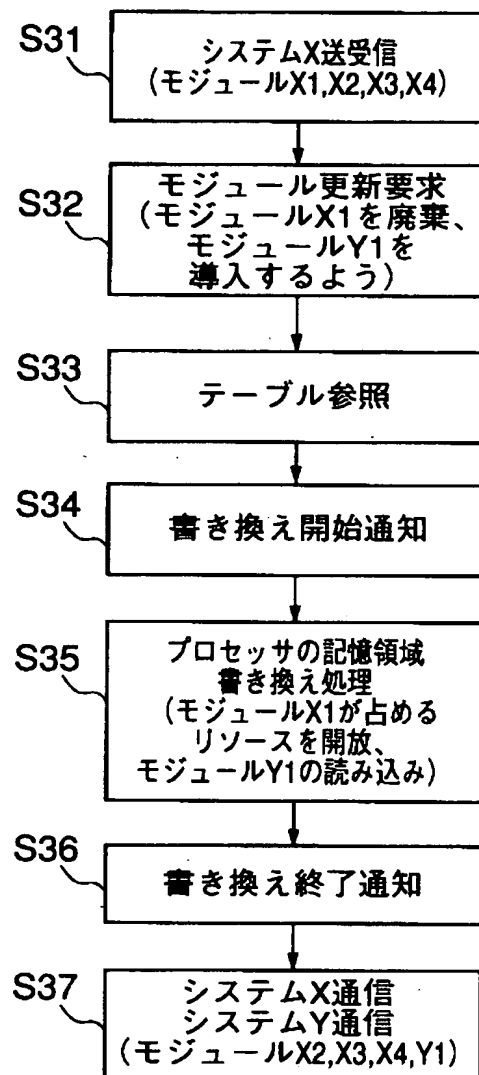 S31
システムX送受信
(モジュールX1,X2,X3,X4)
S32
モジュール更新要求
(モジュールX1を廃棄、
モジュールY1を
導入するよう)
S33
テーブル参照
S34
書き換え開始通知
S35
プロセッサの記憶領域
書き換え処理
(モジュールX1が占める
リソースを開放、
モジュールY1の読み込み)
S36
書き換え終了通知
S37
システムX通信
システムY通信
(モジュールX2,X3,X4,Y1)